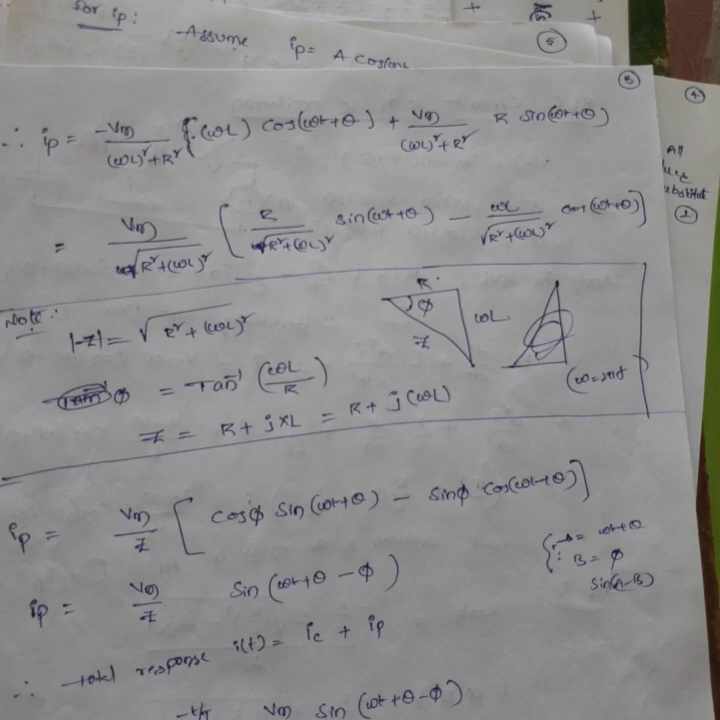 for ip:
Assume ip = A cos(ωt
⑤
③
④
∴ ip = -Vm/((ωL)²+R²) {(ωL) cos(ωt+θ) + Vm/((ωL)²+R²) R sin(ωt+θ)
= Vm/√(R²+(ωL)²) [ R/√(R²+(ωL)²) sin(ωt+θ) − ωL/√(R²+(ωL)²) cos(ωt+θ) ]
Note:
|Z| = √(R²+(ωL)²)
R
φ
ωL
Z
φ = Tan⁻¹ (ωL/R)
(ω=2πf)
Z = R + jXL = R + j(ωL)
ip = Vm/Z [ cosφ sin(ωt+θ) − sinφ cos(ωt+θ) ]
{∵ A = ωt+θ
B = φ
sin(A-B)
ip = Vm/Z sin(ωt+θ−φ)
∴ total response i(t) = ic + ip
-t/τ Vm sin(ωt+θ-φ)